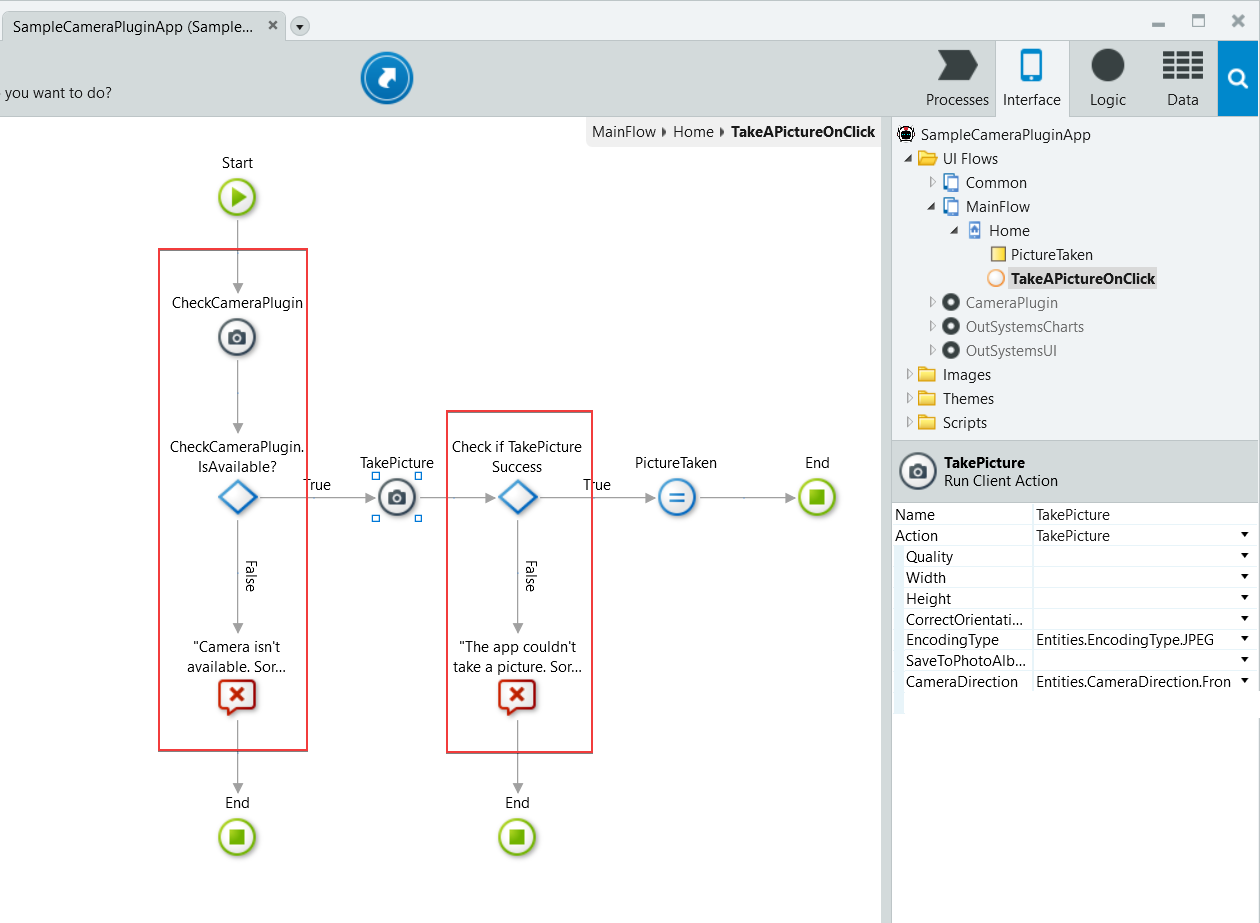 SampleCameraPluginApp (Sample...
you want to do?
Processes
Interface
Logic
Data
MainFlow
Home
TakeAPictureOnClick
Start
CheckCameraPlugin
CheckCameraPlugin.
IsAvailable?
True
False
"Camera isn't
available. Sor...
End
TakePicture
Check if TakePicture
Success
True
False
"The app couldn't
take a picture. Sor...
End
PictureTaken
End
SampleCameraPluginApp
UI Flows
Common
MainFlow
Home
PictureTaken
TakeAPictureOnClick
CameraPlugin
OutSystemsCharts
OutSystemsUI
Images
Themes
Scripts
TakePicture
Run Client Action
Name TakePicture
Action TakePicture
Quality
Width
Height
CorrectOrientati...
EncodingType Entities.EncodingType.JPEG
SaveToPhotoAlb...
CameraDirection Entities.CameraDirection.Fron